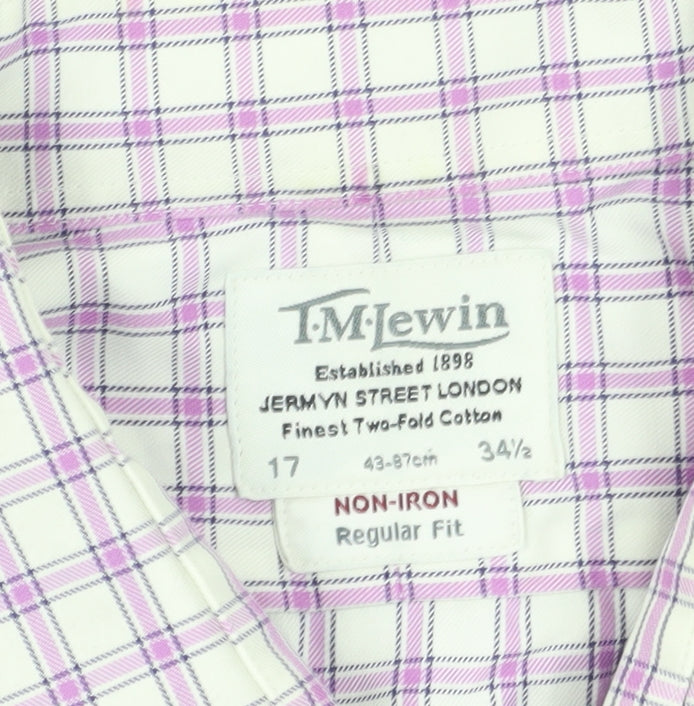 T·M·Lewin
Established 1898
JERMYN STREET LONDON
Finest Two-Fold Cotton
17 43-87cm 34½
NON-IRON
Regular Fit